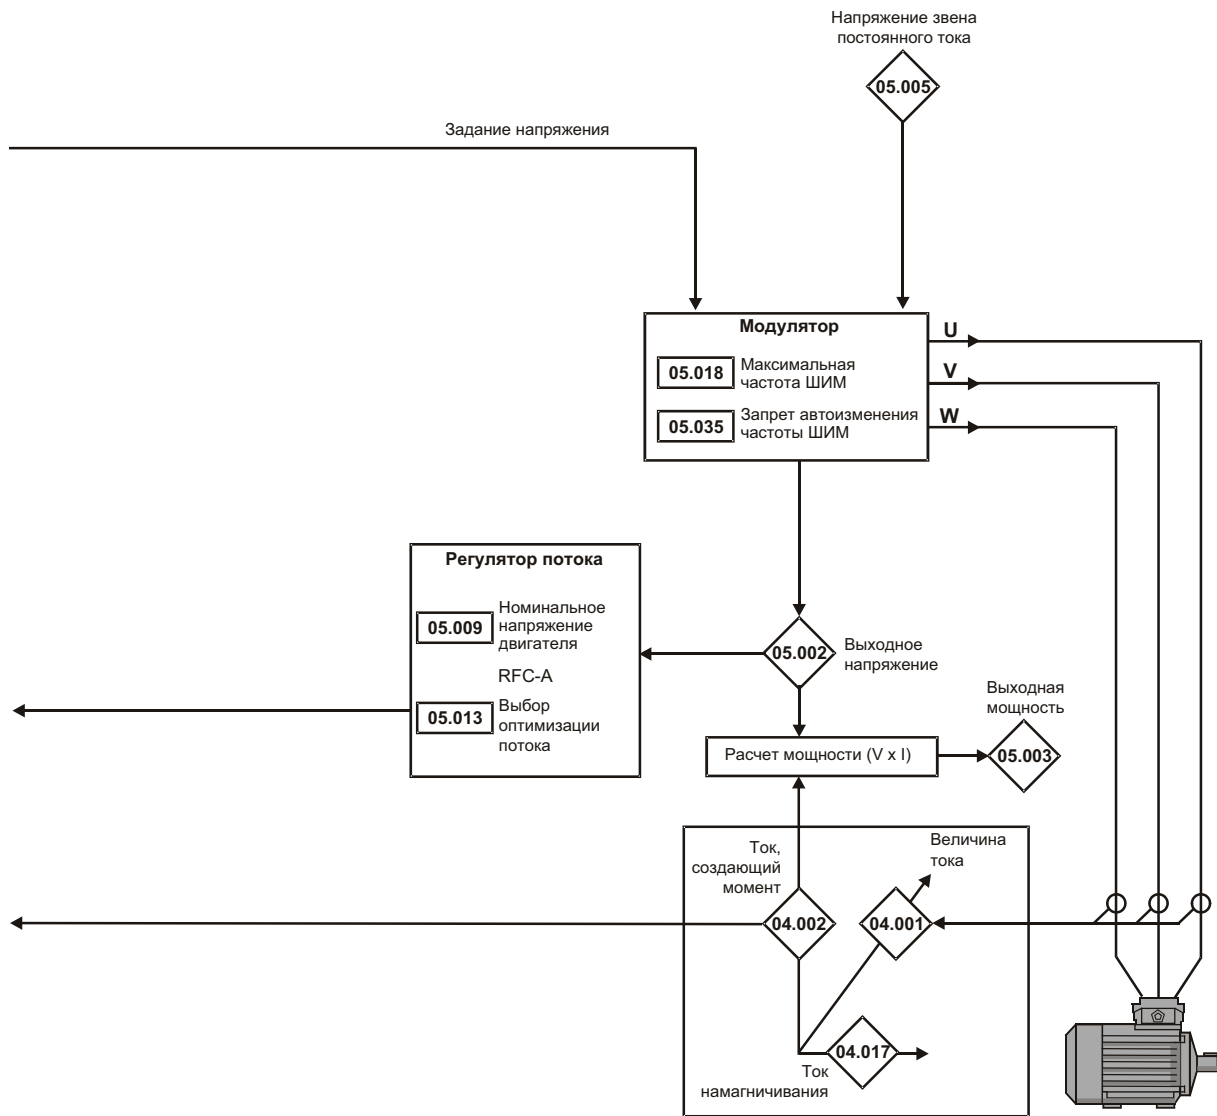 Напряжение звена
постоянного тока
05.005
Задание напряжения
Модулятор
05.018
Максимальная
частота ШИМ
05.035
Запрет автоизменения
частоты ШИМ
U
V
W
Регулятор потока
05.009
Номинальное
напряжение
двигателя
RFC-A
05.013
Выбор
оптимизации
потока
05.002
Выходное
напряжение
Выходная
мощность
Расчет мощности (V x I)
05.003
Ток,
создающий
момент
Величина
тока
04.002
04.001
04.017
Ток
намагничивания